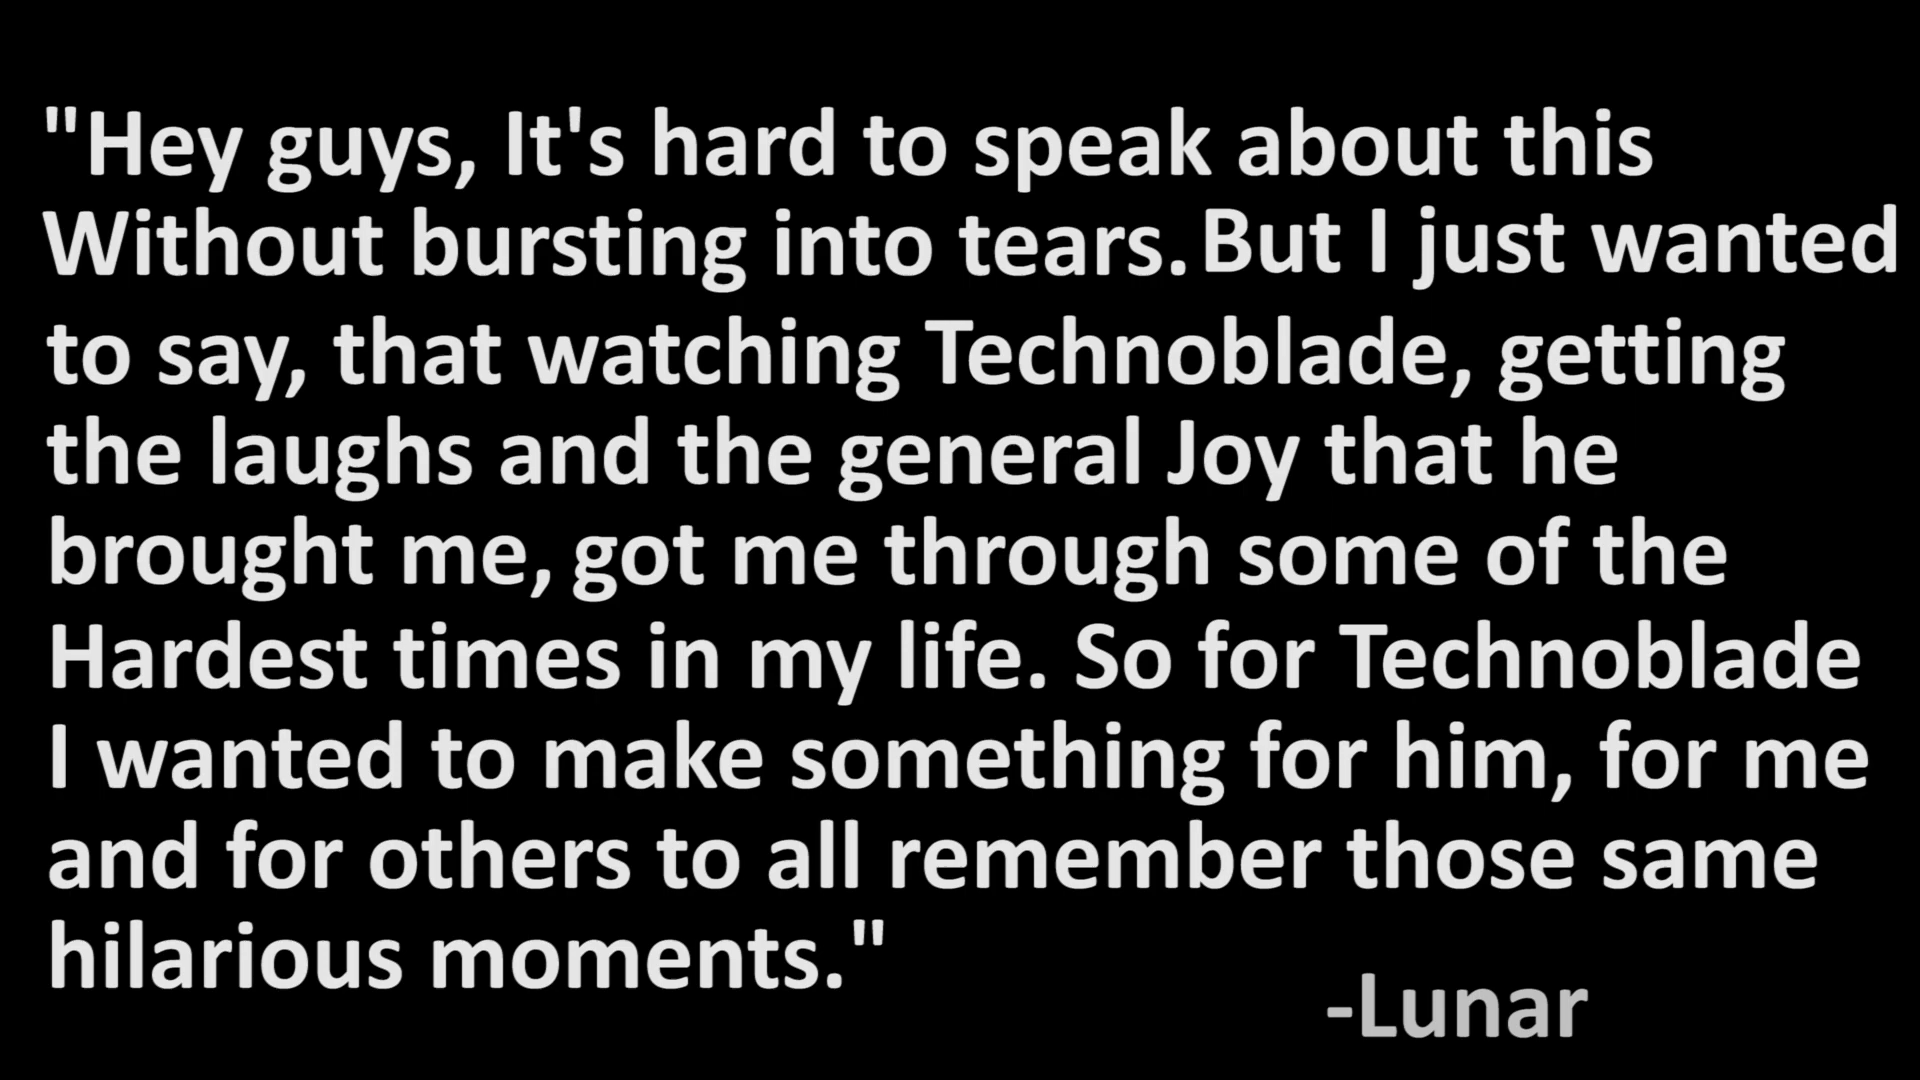 "Hey guys, It's hard to speak about this
Without bursting into tears. But I just wanted
to say, that watching Technoblade, getting
the laughs and the general Joy that he
brought me, got me through some of the
Hardest times in my life. So for Technoblade
I wanted to make something for him, for me
and for others to all remember those same
hilarious moments."
-Lunar